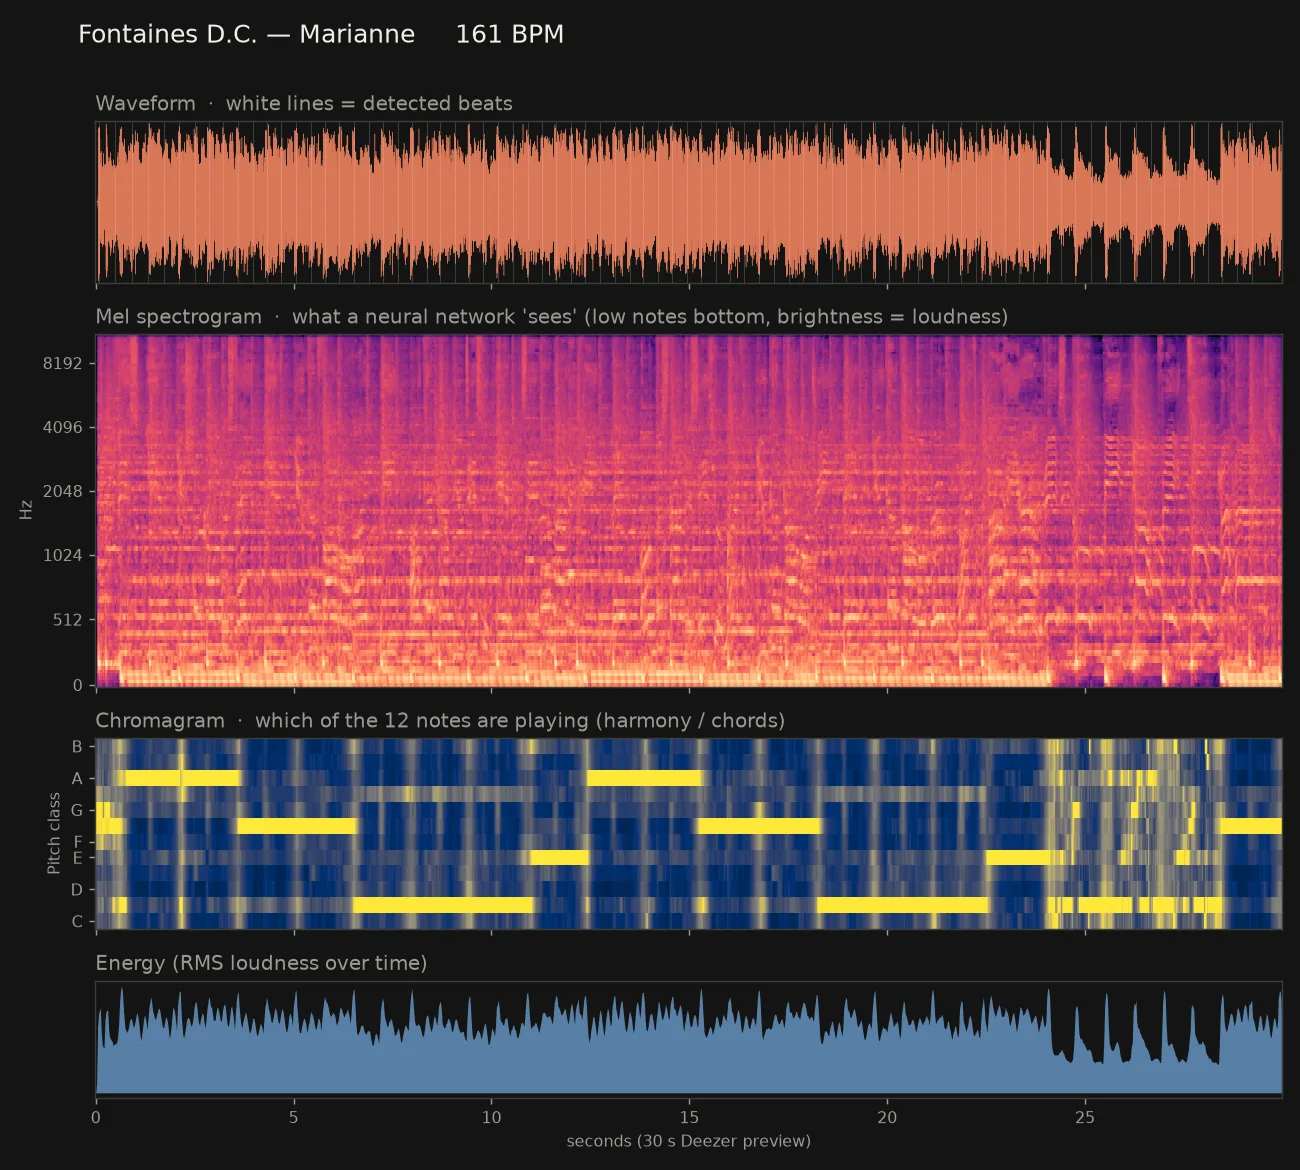 Fontaines D.C. — Marianne     161 BPM
Waveform  ·  white lines = detected beats
Mel spectrogram  ·  what a neural network 'sees' (low notes bottom, brightness = loudness)
8192
4096
2048
1024
512
0
Hz
Chromagram  ·  which of the 12 notes are playing (harmony / chords)
B
A
G
F
E
D
C
Pitch class
Energy (RMS loudness over time)
0 5 10 15 20 25
seconds (30 s Deezer preview)